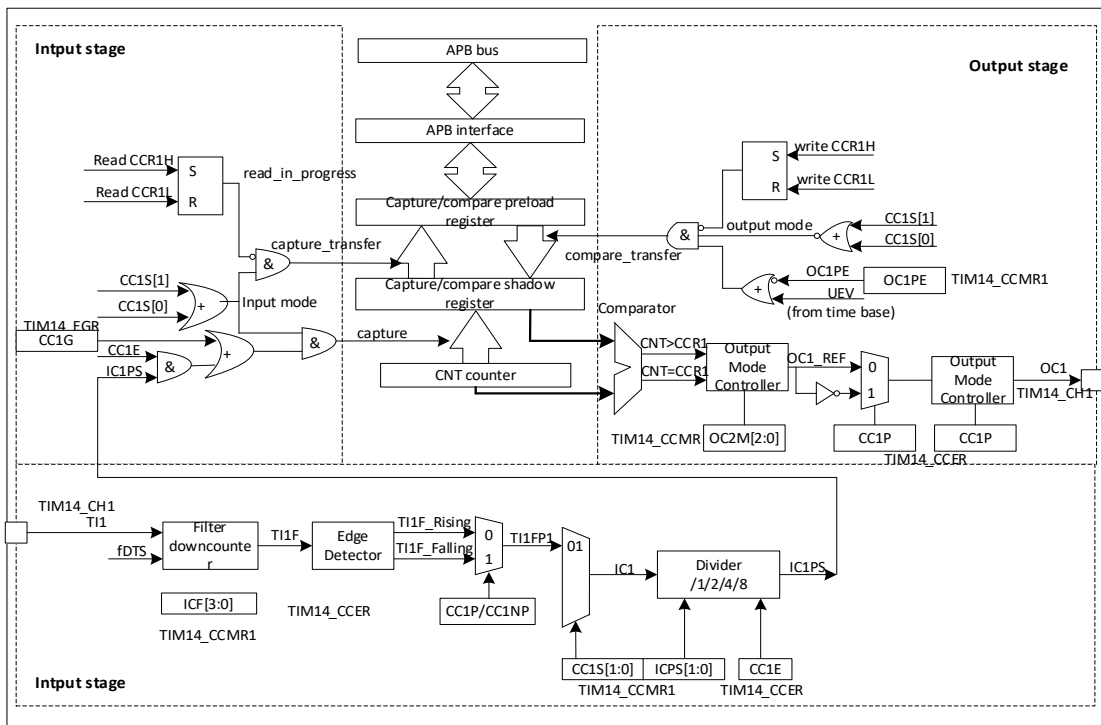 Intput stage
APB bus
Output stage
APB interface
Read CCR1H
S
read_in_progress
Read CCR1L
R
S
write CCR1H
R
write CCR1L
Capture/compare preload
register
&
output mode
+
CC1S[1]
CC1S[0]
capture_transfer
&
compare_transfer
CC1S[1]
Input mode
CC1S[0]
+
Capture/compare shadow
register
+
OC1PE
OC1PE
TIM14_CCMR1
UEV
(from time base)
TIM14_EGR
CC1G
CC1E
IC1PS
&
+
&
capture
Comparator
CNT counter
CNT>CCR1
CNT=CCR1
Output
Mode
Controller
OC1_REF
0
1
Output
Mode
Controller
OC1
TIM14_CH1
TIM14_CCMR
OC2M[2:0]
CC1P
CC1P
TIM14_CCER
TIM14_CH1
TI1
fDTS
Filter
downcounte
r
TI1F
Edge
Detector
TI1F_Rising
TI1F_Falling
0
1
TI1FP1
01
IC1
Divider
/1/2/4/8
IC1PS
ICF[3:0]
TIM14_CCMR1
TIM14_CCER
CC1P/CC1NP
CC1S[1:0]
ICPS[1:0]
CC1E
TIM14_CCMR1
TIM14_CCER
Intput stage